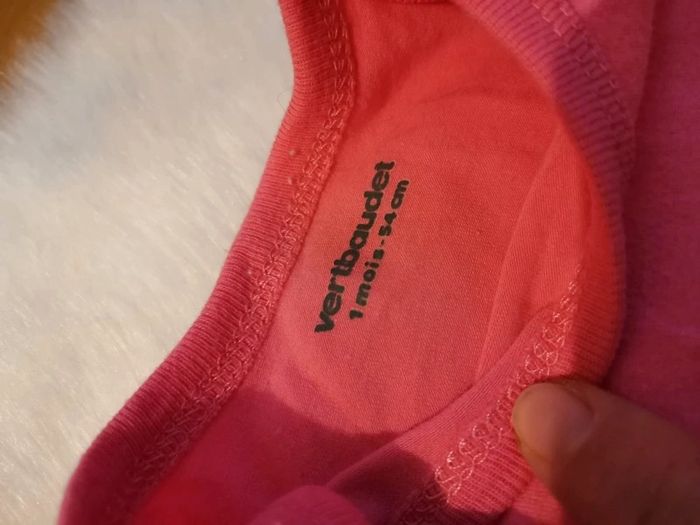 vertbaudet
1 mois - 54 cm